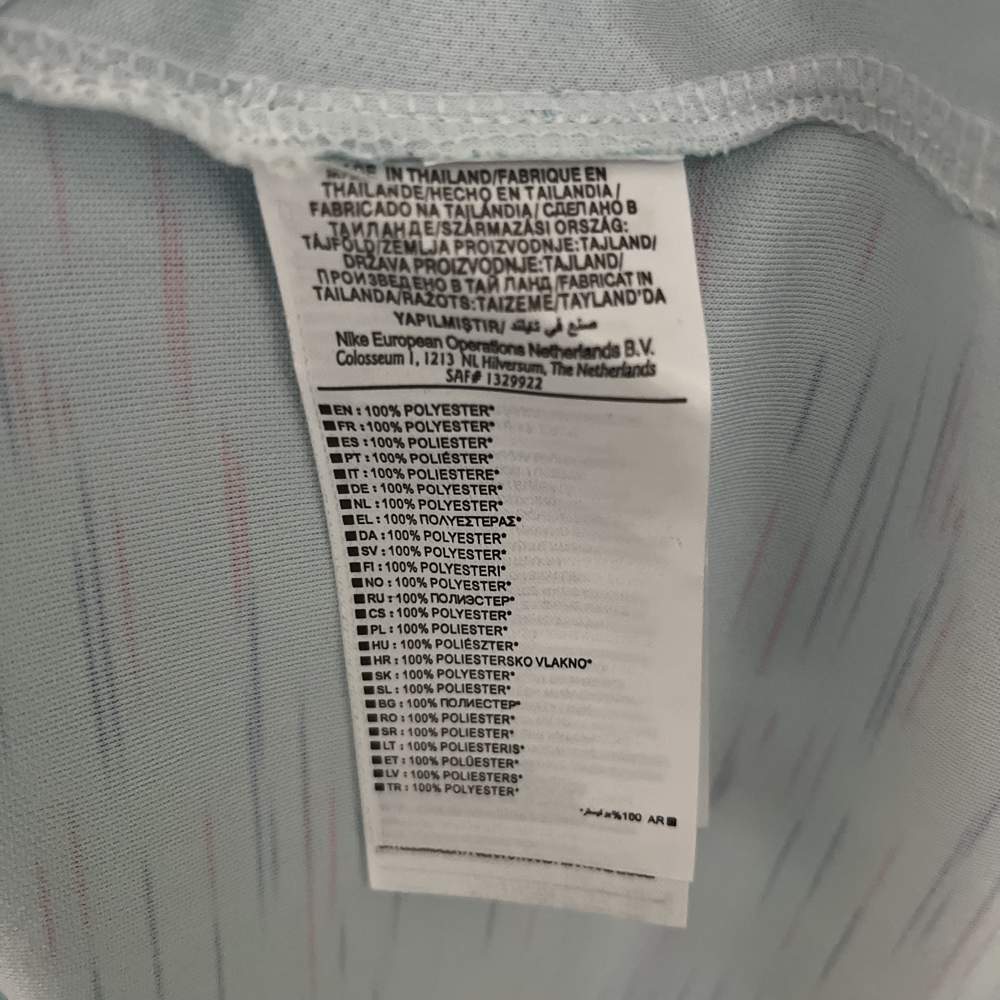 IN THAILAND/FABRIQUE EN
THAILANDE/HECHO EN TAILANDIA/
FABRICADO NA TAILÂNDIA/СДЕЛАНО В
ТАИЛАНДЕ/SZÁRMAZÁSI ORSZÁG:
TÁJFÖLD/ZEMLJA PROIZVODNJE:TAJLAND/
DRŽAVA PROIZVODNJE:TAJLAND/
ПРОИЗВЕДЕНО В ТАЙЛАНД/FABRICAT IN
TAILANDA/RAŽOTS:TAIZEME/TAYLAND'DA
YAPILMIŞTIR/ صنع في تايلند
Nike European Operations Netherlands B.V.
Colosseum 1, 1213 NL Hilversum, The Netherlands
SAF# 1329922
EN : 100% POLYESTER*
FR : 100% POLYESTER*
ES : 100% POLIESTER*
PT : 100% POLIÉSTER*
IT : 100% POLIESTERE*
DE : 100% POLYESTER*
NL : 100% POLYESTER*
EL : 100% ΠΟΛΥΕΣΤΕΡΑΣ*
DA : 100% POLYESTER*
SV : 100% POLYESTER*
FI : 100% POLYESTERI*
NO : 100% POLYESTER*
RU : 100% ПОЛИЭСТЕР*
CS : 100% POLYESTER*
PL : 100% POLIESTER*
HU : 100% POLIÉSZTER*
HR : 100% POLIESTERSKO VLAKNO*
SK : 100% POLYESTER*
SL : 100% POLIESTER*
BG : 100% ПОЛИЕСТЕР*
RO : 100% POLIESTER*
SR : 100% POLIESTER*
LT : 100% POLIESTERIS*
ET : 100% POLÜESTER*
LV : 100% POLIESTERS*
TR : 100% POLYESTER*
%100 AR